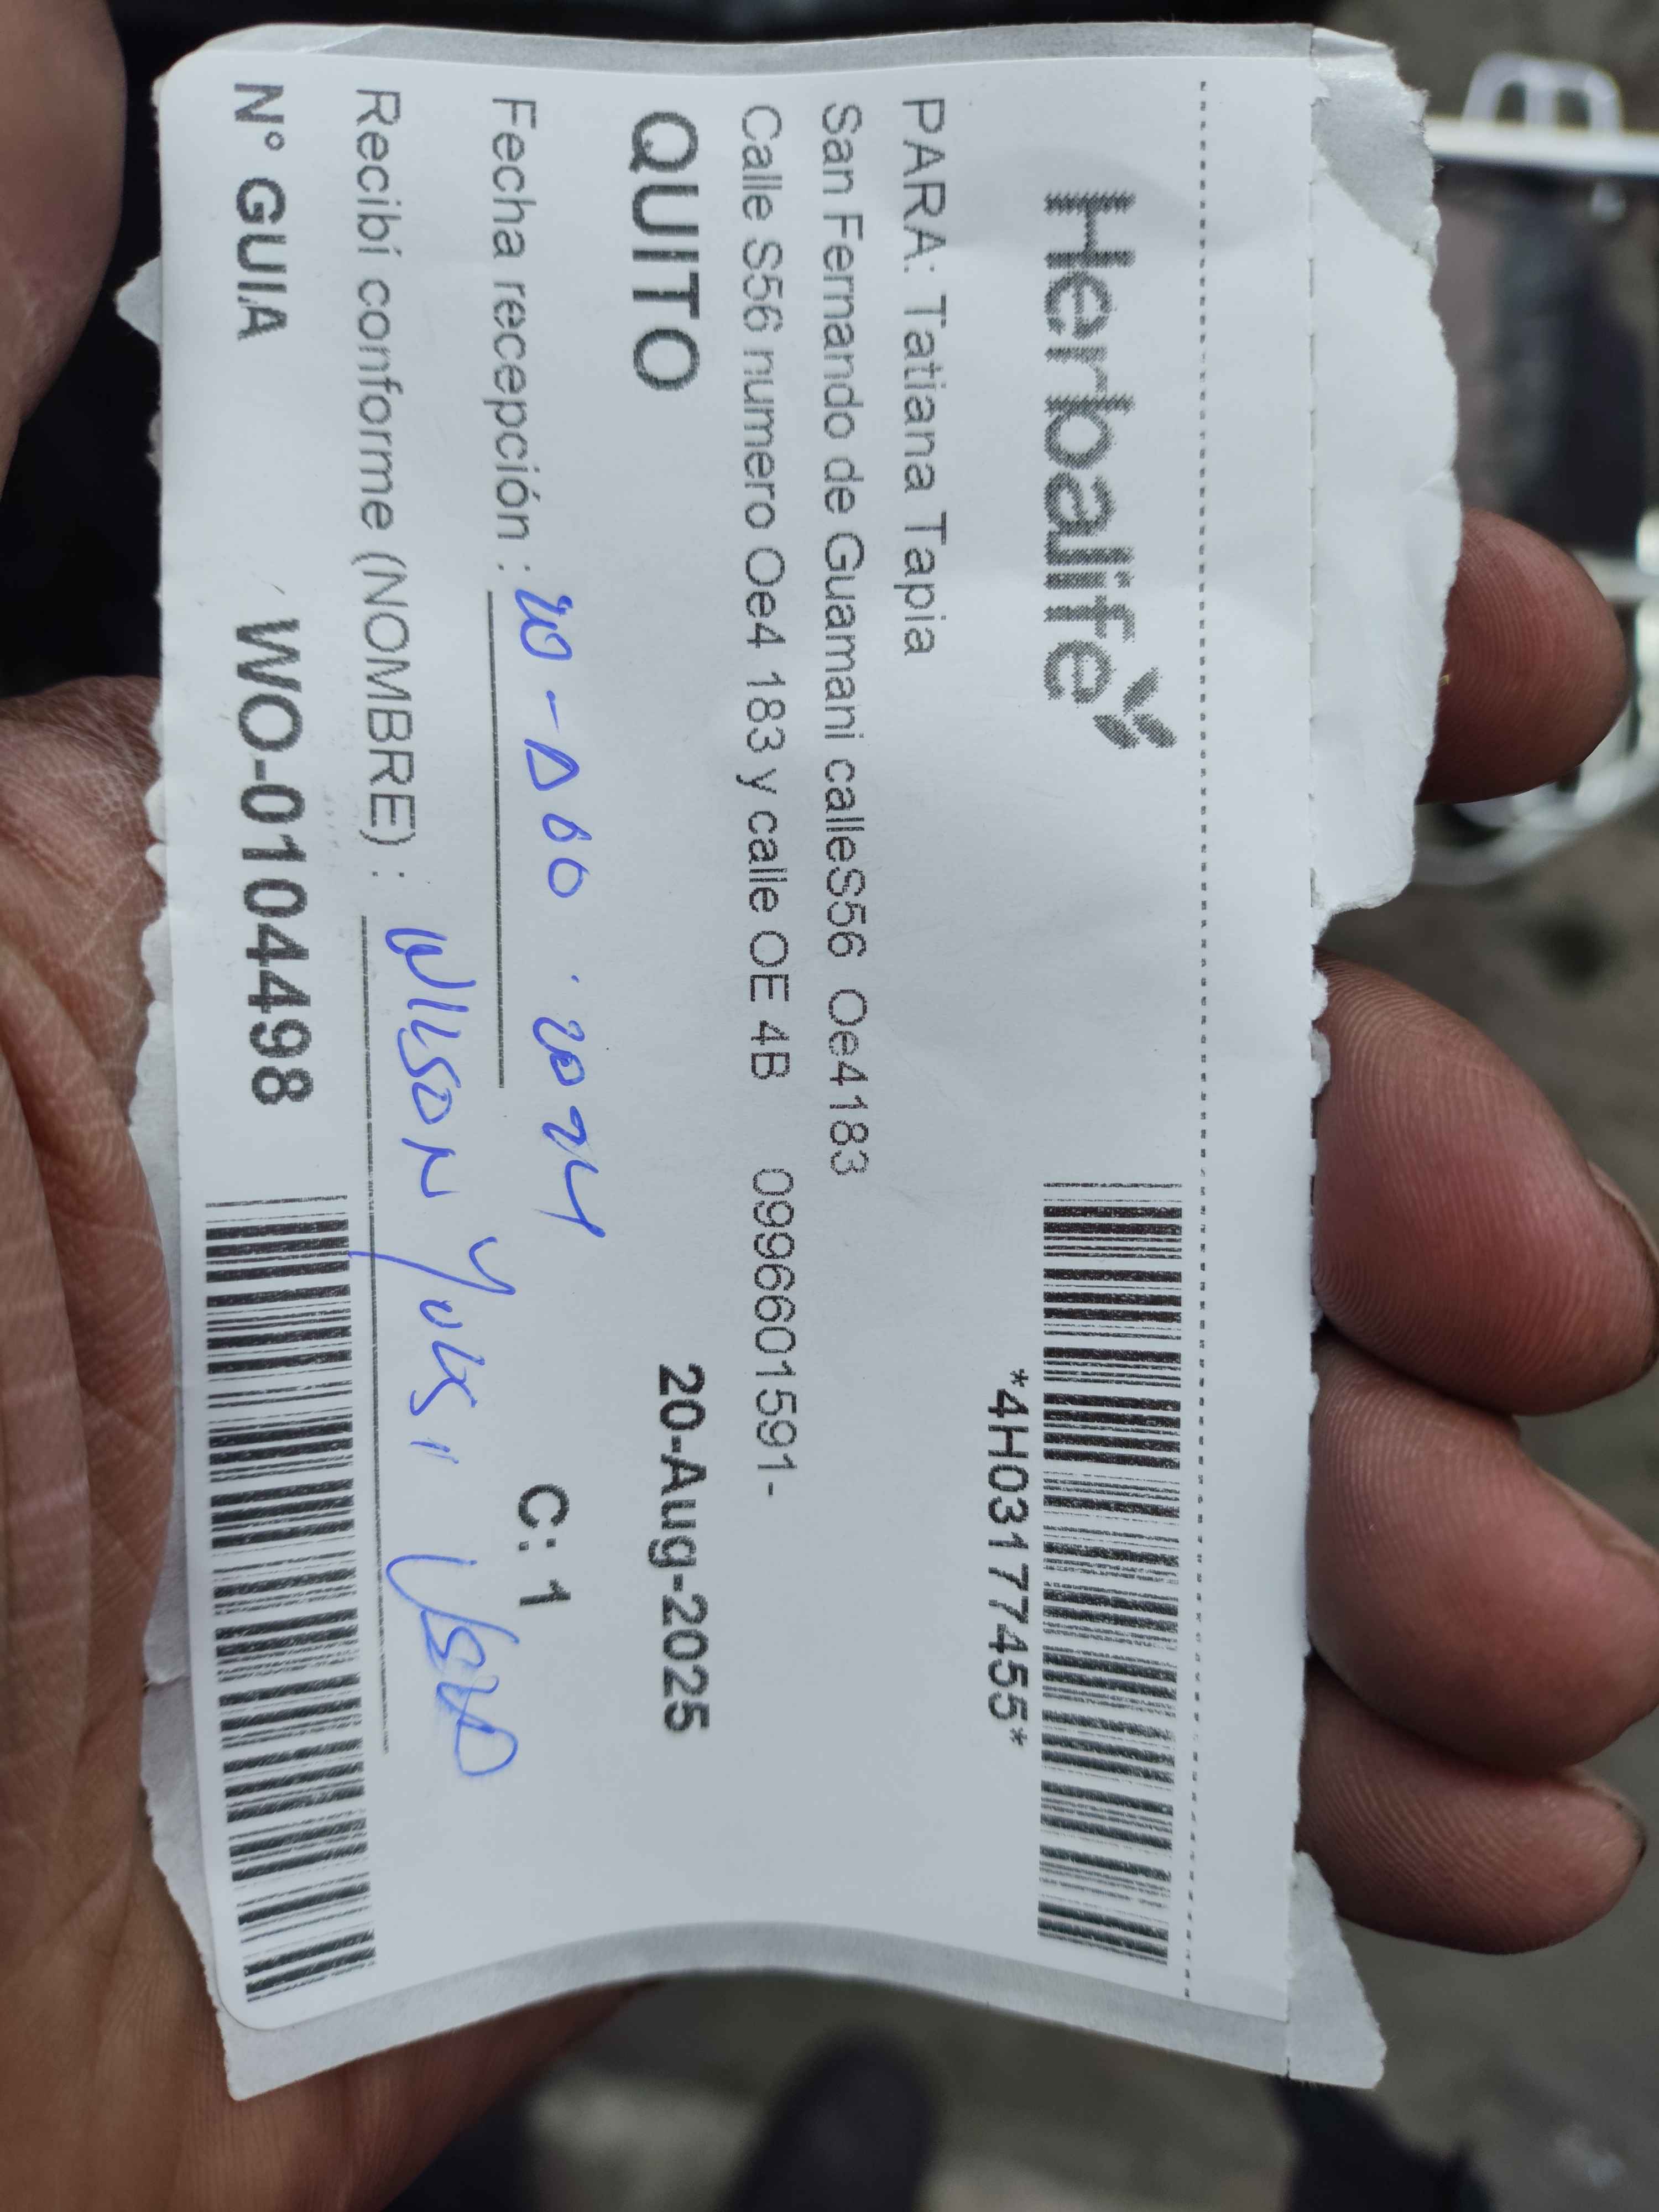 Herbalife
*4H03177455*
PARA: Tatiana Tapia
San Fernando de Guamani calleS56 Oe4183
Calle S56 numero Oe4 183 y calle OE 4B 0996601591-
QUITO 20-Aug-2025
Fecha recepción : 20 -
C: 1
Recibí conforme (NOMBRE) : WILSON
N° GUIA WO-0104498